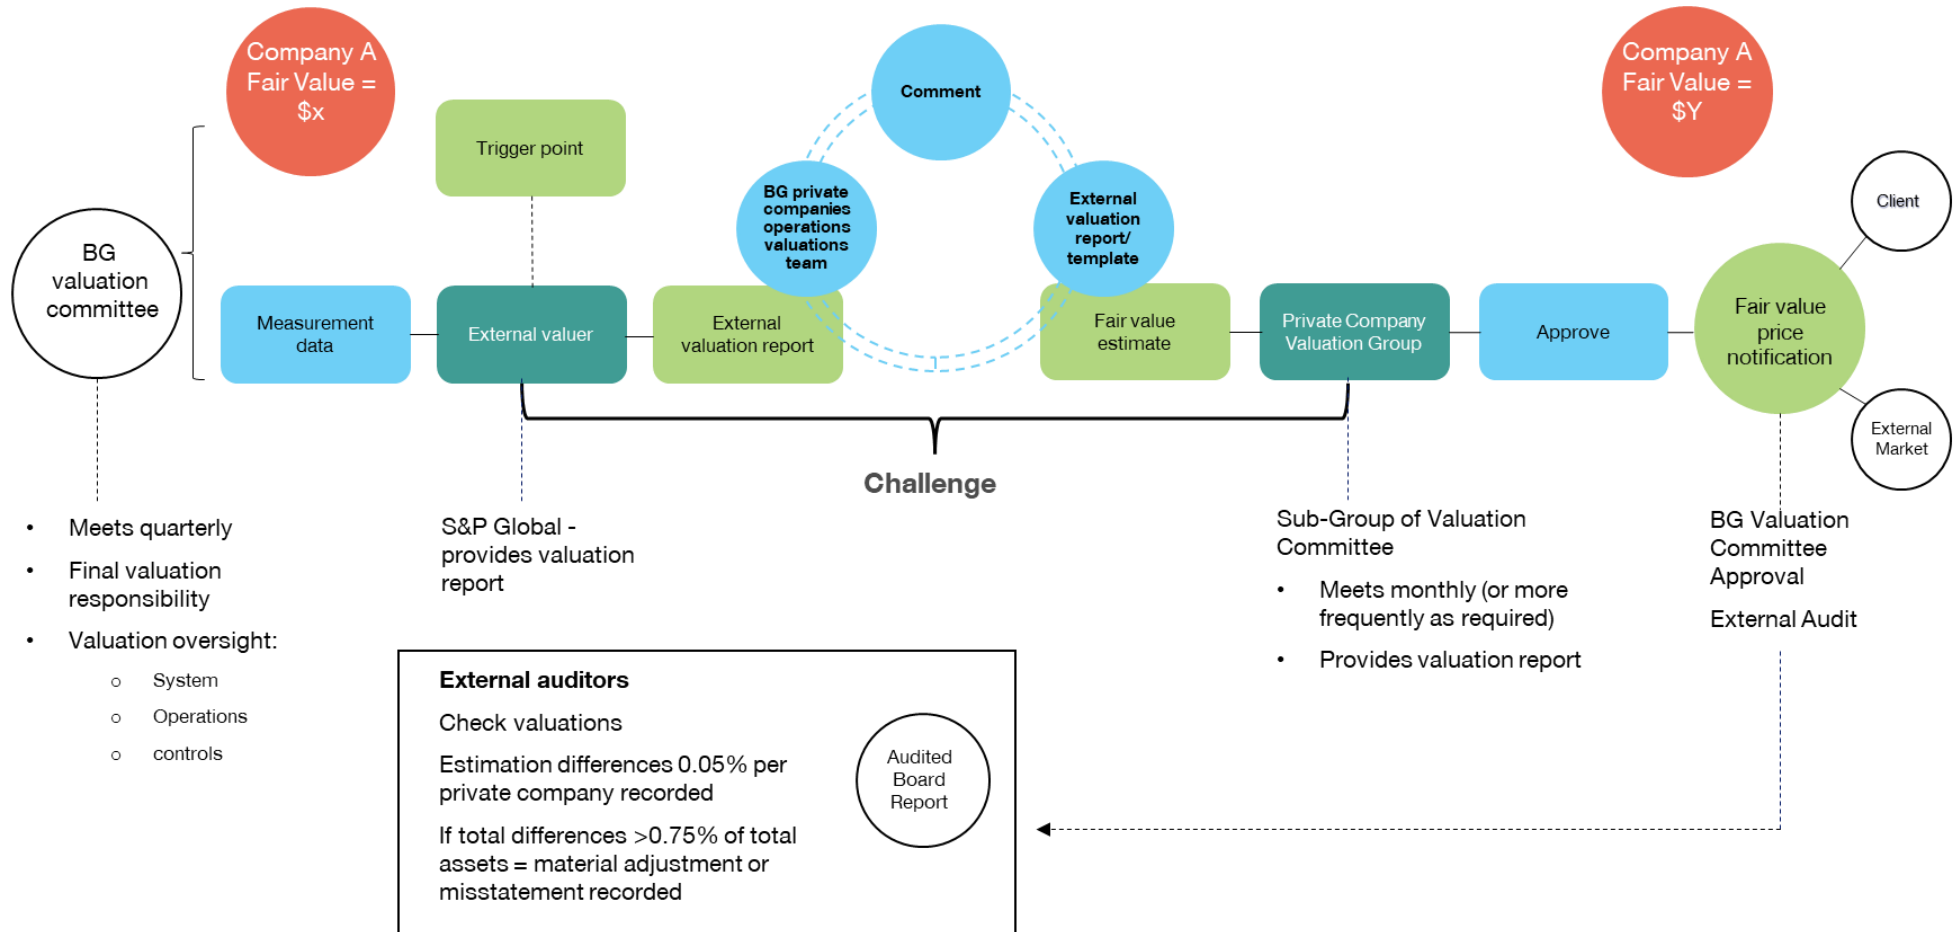 Company A
Fair Value =
$x
Comment
Company A
Fair Value =
$Y
Trigger point
BG private
companies
operations
valuations
team
External
valuation
report/
template
Client
BG
valuation
committee
Measurement
data
External valuer
External
valuation report
Fair value
estimate
Private Company
Valuation Group
Approve
Fair value
price
notification
External
Market
Challenge
• Meets quarterly
• Final valuation
responsibility
• Valuation oversight:
o System
o Operations
o controls
S&P Global -
provides valuation
report
Sub-Group of Valuation
Committee
• Meets monthly (or more
frequently as required)
• Provides valuation report
BG Valuation
Committee
Approval
External Audit
External auditors
Check valuations
Estimation differences 0.05% per
private company recorded
If total differences >0.75% of total
assets = material adjustment or
misstatement recorded
Audited
Board
Report